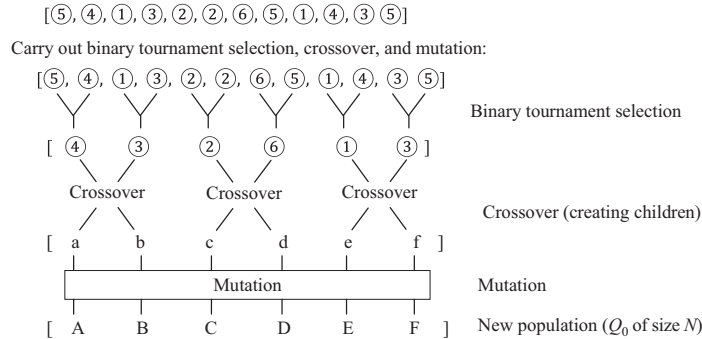 [⑤, ④, ①, ③, ②, ②, ⑥, ⑤, ①, ④, ③ ⑤]
Carry out binary tournament selection, crossover, and mutation:
[⑤, ④, ①, ③, ②, ②, ⑥, ⑤, ①, ④, ③ ⑤]
Binary tournament selection
[ ④ ③ ② ⑥ ① ③ ]
Crossover Crossover Crossover
Crossover (creating children)
[ a b c d e f ]
Mutation Mutation
[ A B C D E F ] New population (Q₀ of size N)